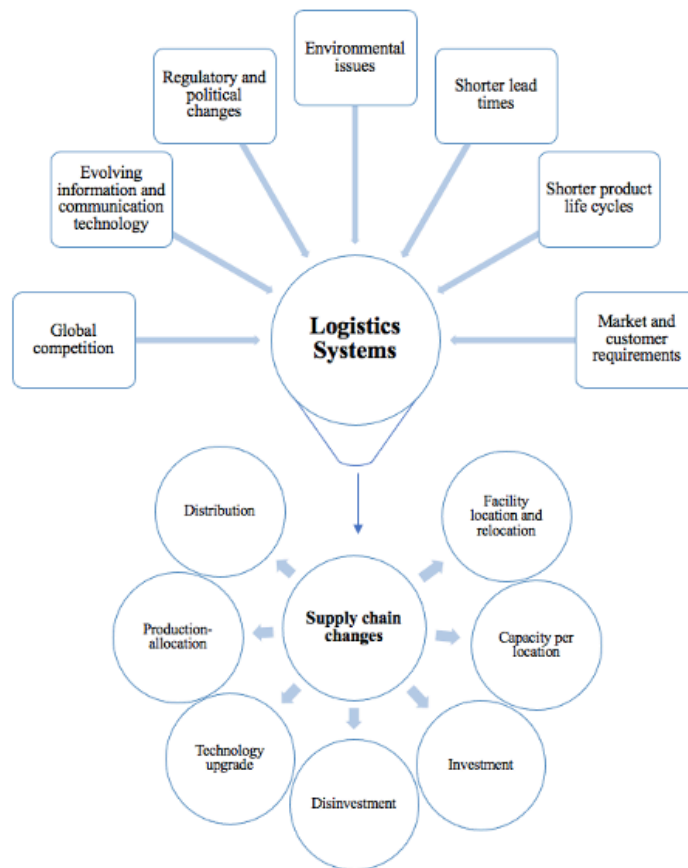 Environmental
issues
Regulatory and
political
changes
Shorter lead
times
Evolving
information and
communication
technology
Shorter product
life cycles
Global
competition
Logistics
Systems
Market and
customer
requirements
Distribution
Facility
location and
relocation
Production-
allocation
Supply chain
changes
Capacity per
location
Technology
upgrade
Investment
Disinvestment